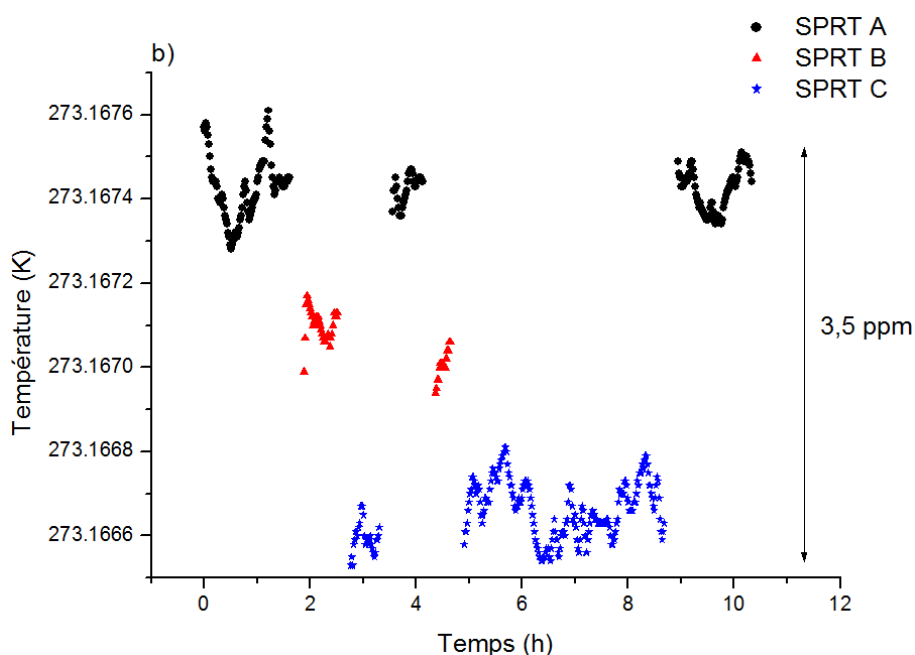 SPRT A
SPRT B
SPRT C
b)
273.1676
273.1674
273.1672
273.1670
273.1668
273.1666
Température (K)
3,5 ppm
0 2 4 6 8 10 12
Temps (h)